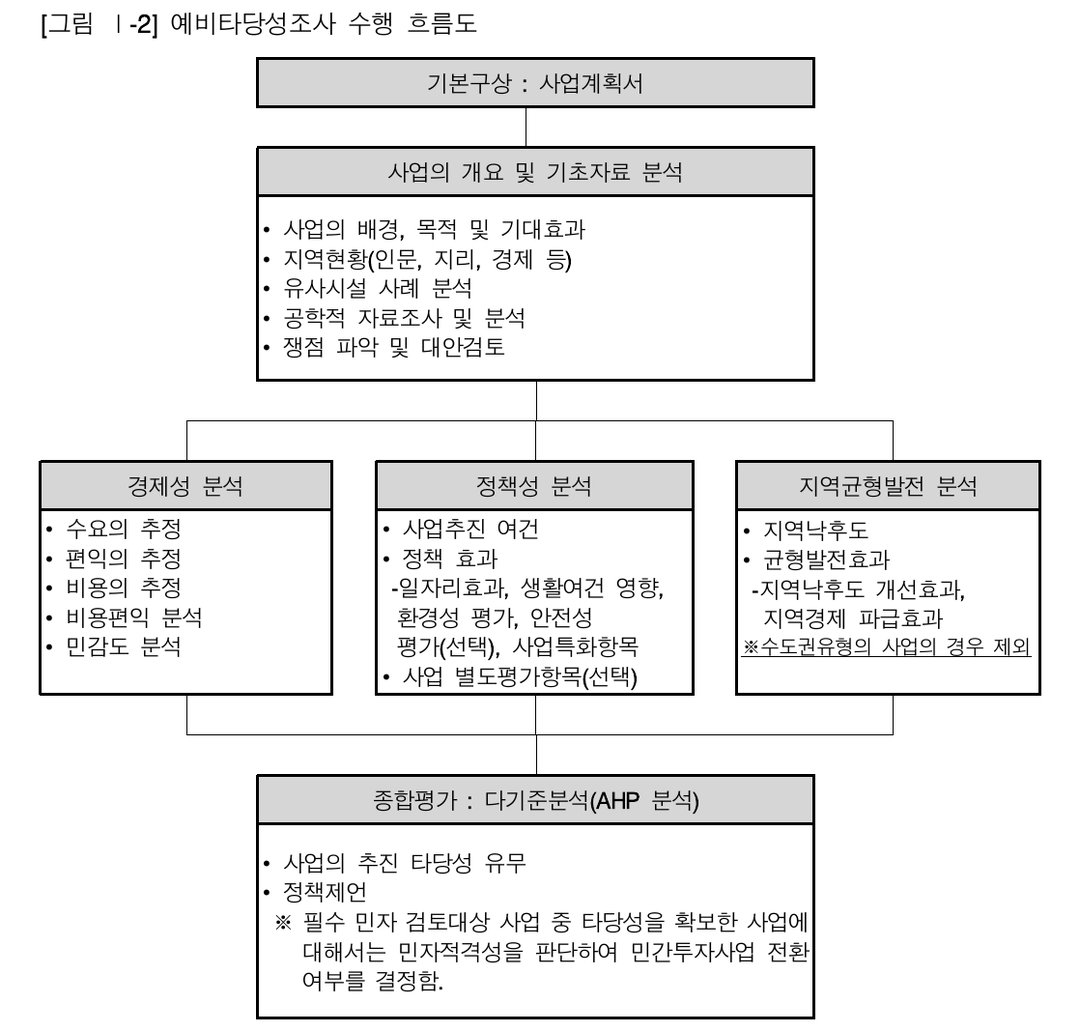 [그림 Ⅰ-2] 예비타당성조사 수행 흐름도
기본구상 : 사업계획서
사업의 개요 및 기초자료 분석
• 사업의 배경, 목적 및 기대효과
• 지역현황(인문, 지리, 경제 등)
• 유사시설 사례 분석
• 공학적 자료조사 및 분석
• 쟁점 파악 및 대안검토
경제성 분석
• 수요의 추정
• 편익의 추정
• 비용의 추정
• 비용편익 분석
• 민감도 분석
정책성 분석
• 사업추진 여건
• 정책 효과
-일자리효과, 생활여건 영향,
환경성 평가, 안전성
평가(선택), 사업특화항목
• 사업 별도평가항목(선택)
지역균형발전 분석
• 지역낙후도
• 균형발전효과
-지역낙후도 개선효과,
지역경제 파급효과
※수도권유형의 사업의 경우 제외
종합평가 : 다기준분석(AHP 분석)
• 사업의 추진 타당성 유무
• 정책제언
※ 필수 민자 검토대상 사업 중 타당성을 확보한 사업에
대해서는 민자적격성을 판단하여 민간투자사업 전환
여부를 결정함.